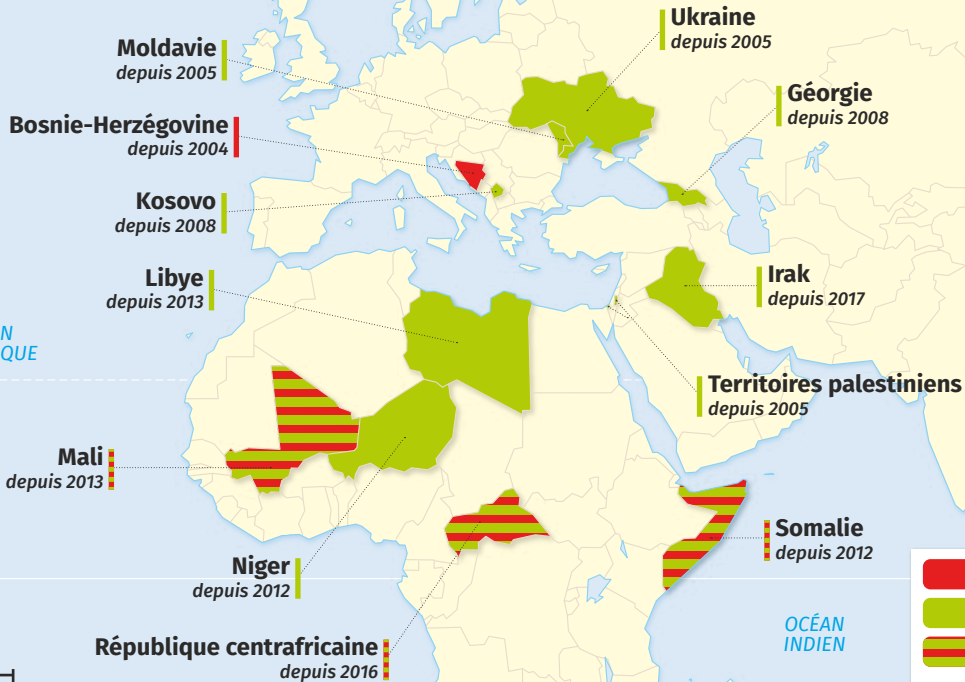 Ukraine
depuis 2005
Moldavie
depuis 2005
Géorgie
depuis 2008
Bosnie-Herzégovine
depuis 2004
Kosovo
depuis 2008
Libye
depuis 2013
Irak
depuis 2017
N
QUE
Territoires palestiniens
depuis 2005
Mali
depuis 2013
Somalie
depuis 2012
Niger
depuis 2012
OCÉAN
INDIEN
République centrafricaine
depuis 2016